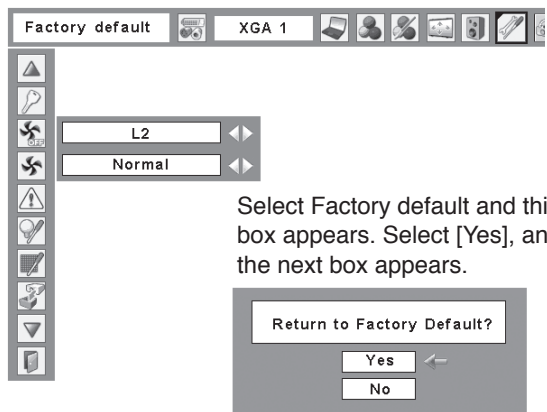 Factory default
XGA 1
OFF
L2
Normal
Select Factory default and thi
box appears. Select [Yes], an
the next box appears.
Return to Factory Default?
Yes
No